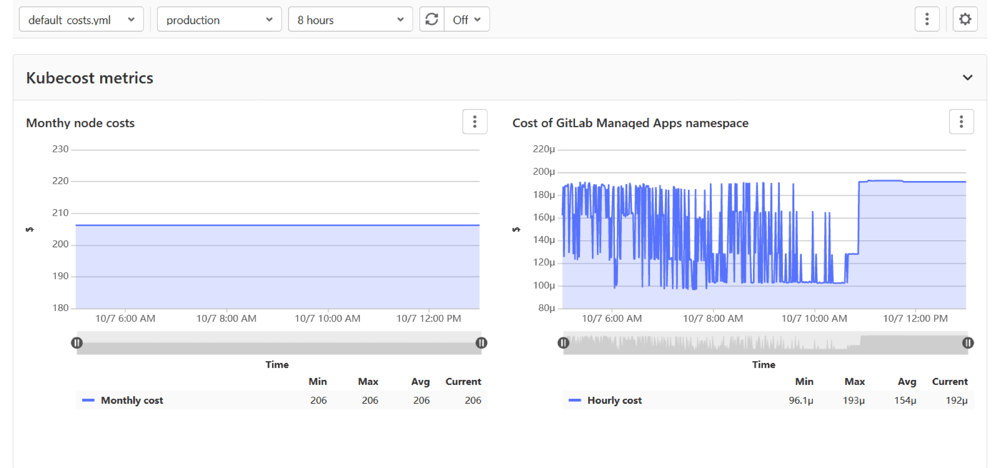 default_costs.yml production 8 hours Off
Kubecost metrics
Monthy node costs
230
220
210
$
200
190
180
10/7 6:00 AM 10/7 8:00 AM 10/7 10:00 AM 10/7 12:00 PM
Time
Min Max Avg Current
Monthly cost 206 206 206 206
Cost of GitLab Managed Apps namespace
220µ
200µ
180µ
160µ
$
140µ
120µ
100µ
80µ
10/7 6:00 AM 10/7 8:00 AM 10/7 10:00 AM 10/7 12:00 PM
Time
Min Max Avg Current
Hourly cost 96.1µ 193µ 154µ 192µ